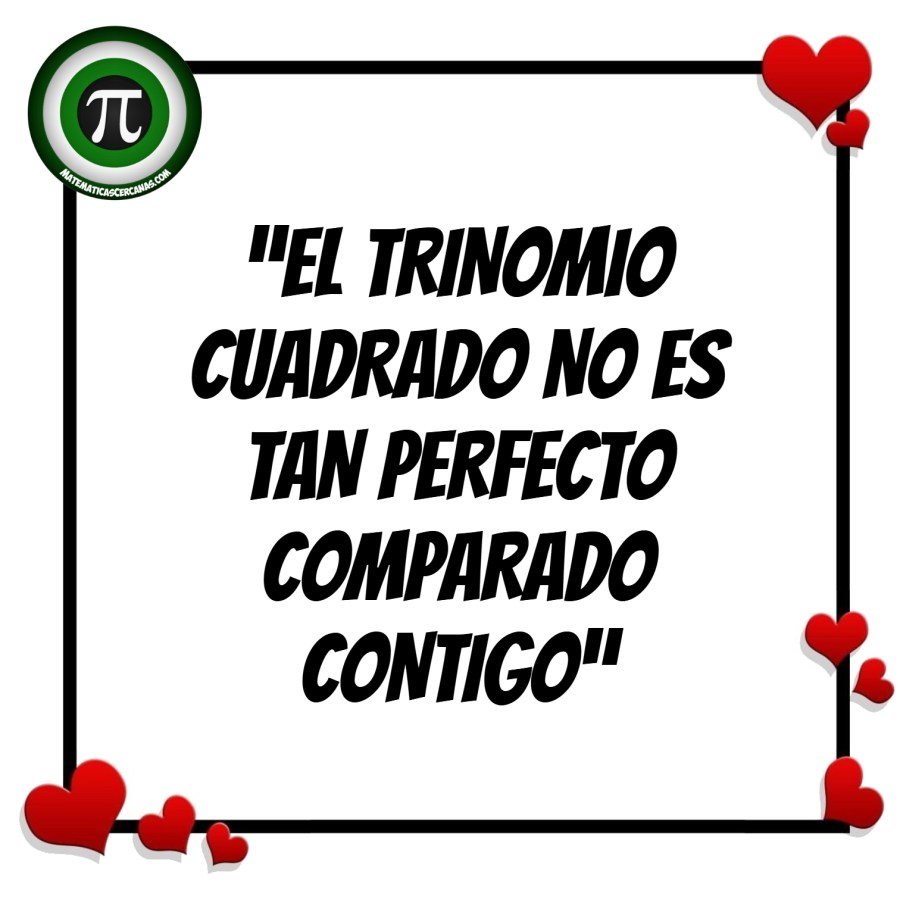 π
MATEMATICASCERCANAS.COM
"EL TRINOMIO
CUADRADO NO ES
TAN PERFECTO
COMPARADO
CONTIGO"